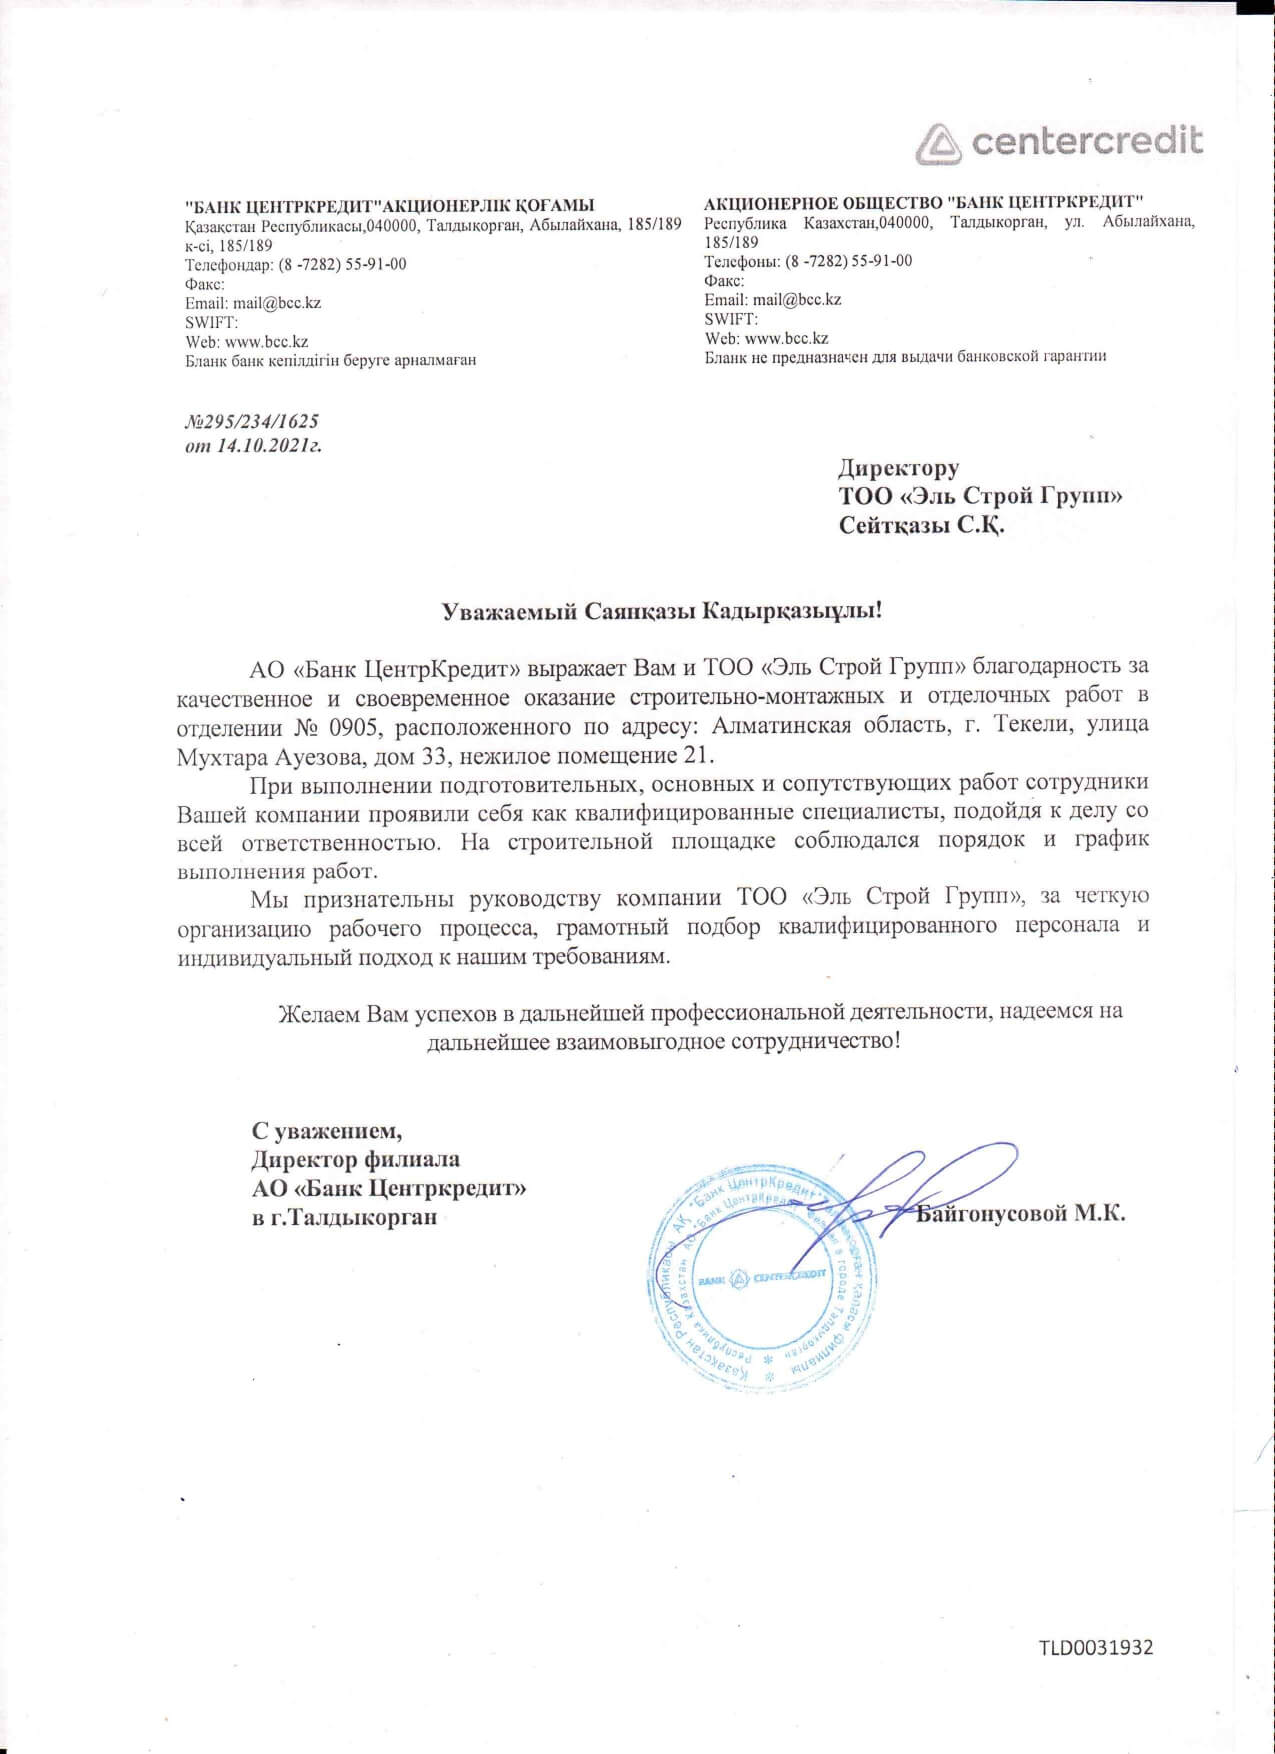 centercredit
"БАНК ЦЕНТРКРЕДИТ"АКЦИОНЕРЛІК ҚОҒАМЫ
Қазақстан Республикасы,040000, Талдықорған, Абылайхана, 185/189
к-сі, 185/189
Телефондар: (8 -7282) 55-91-00
Факс:
Email: mail@bcc.kz
SWIFT:
Web: www.bcc.kz
Бланк банк кепілдігін беруге арналмаған
АКЦИОНЕРНОЕ ОБЩЕСТВО "БАНК ЦЕНТРКРЕДИТ"
Республика Казахстан,040000, Талдыкорган, ул. Абылайхана,
185/189
Телефоны: (8 -7282) 55-91-00
Факс:
Email: mail@bcc.kz
SWIFT:
Web: www.bcc.kz
Бланк не предназначен для выдачи банковской гарантии
№295/234/1625
от 14.10.2021г.
Директору
ТОО «Эль Строй Групп»
Сейтқазы С.Қ.
Уважаемый Саянқазы Кадырқазыұлы!
АО «Банк ЦентрКредит» выражает Вам и ТОО «Эль Строй Групп» благодарность за
качественное и своевременное оказание строительно-монтажных и отделочных работ в
отделении № 0905, расположенного по адресу: Алматинская область, г. Текели, улица
Мухтара Ауезова, дом 33, нежилое помещение 21.
При выполнении подготовительных, основных и сопутствующих работ сотрудники
Вашей компании проявили себя как квалифицированные специалисты, подойдя к делу со
всей ответственностью. На строительной площадке соблюдался порядок и график
выполнения работ.
Мы признательны руководству компании ТОО «Эль Строй Групп», за четкую
организацию рабочего процесса, грамотный подбор квалифицированного персонала и
индивидуальный подход к нашим требованиям.
Желаем Вам успехов в дальнейшей профессиональной деятельности, надеемся на
дальнейшее взаимовыгодное сотрудничество!
С уважением,
Директор филиала
АО «Банк Центркредит»
в г.Талдыкорган
Байгонусовой М.К.
Қазақстан Республикасы АҚ "Банк ЦентрКредит" Талдықорған қаласы филиалы
Республика Казахстан АО "Банк ЦентрКредит" Филиал в городе Талдыкорган
BANK CENTERCREDIT
TLD0031932